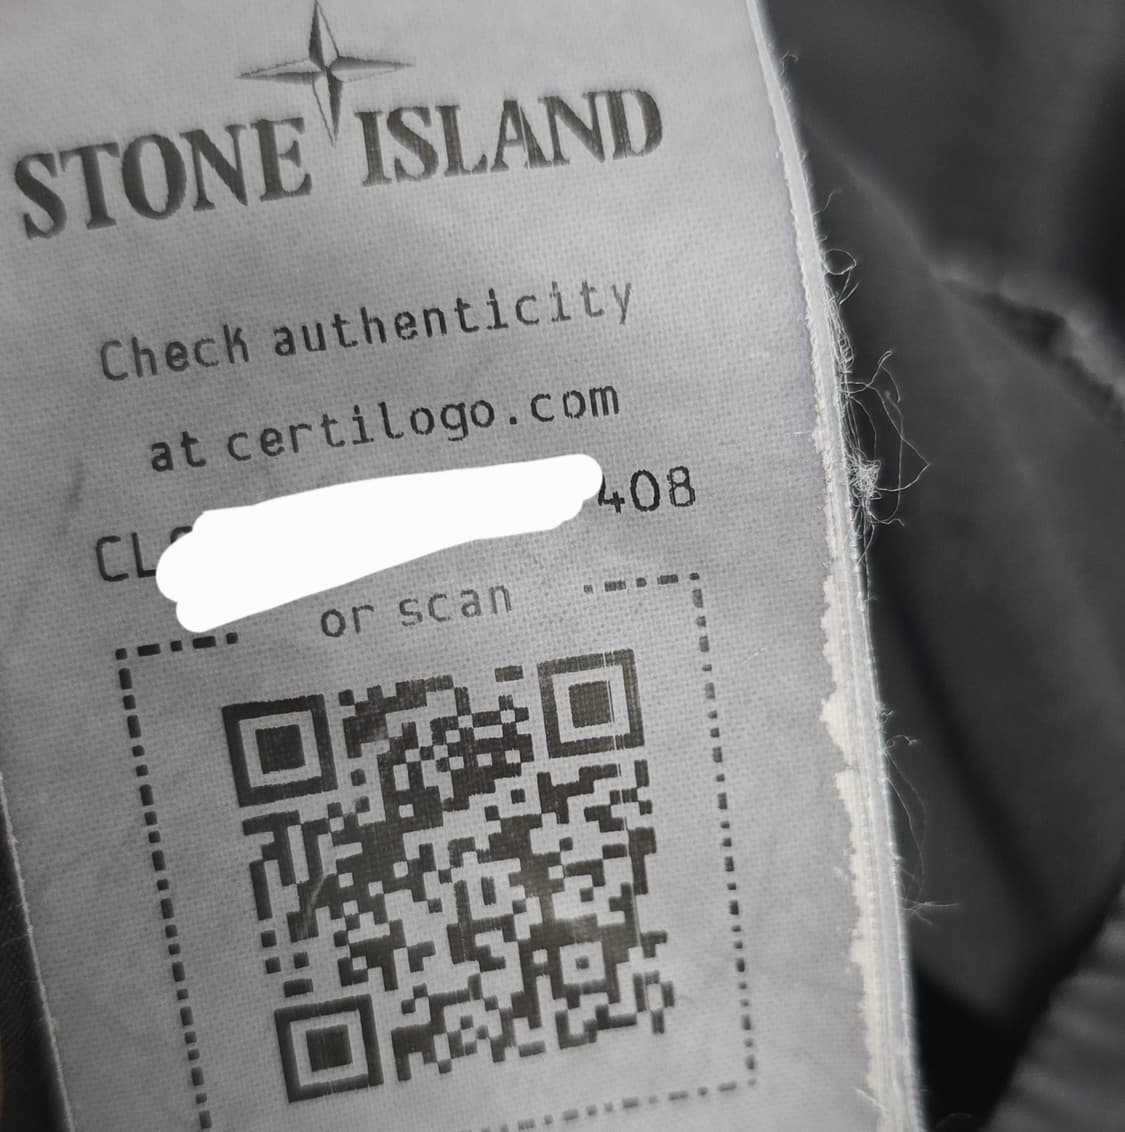 STONE ISLAND
Check authenticity
at certilogo.com
CL 408
or scan